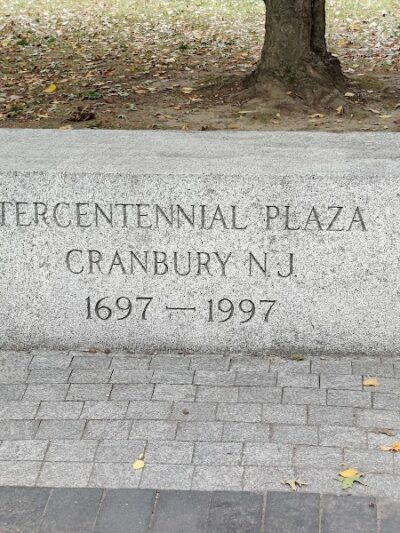 TERCENTENNIAL PLAZA
CRANBURY N.J.
1697 — 1997